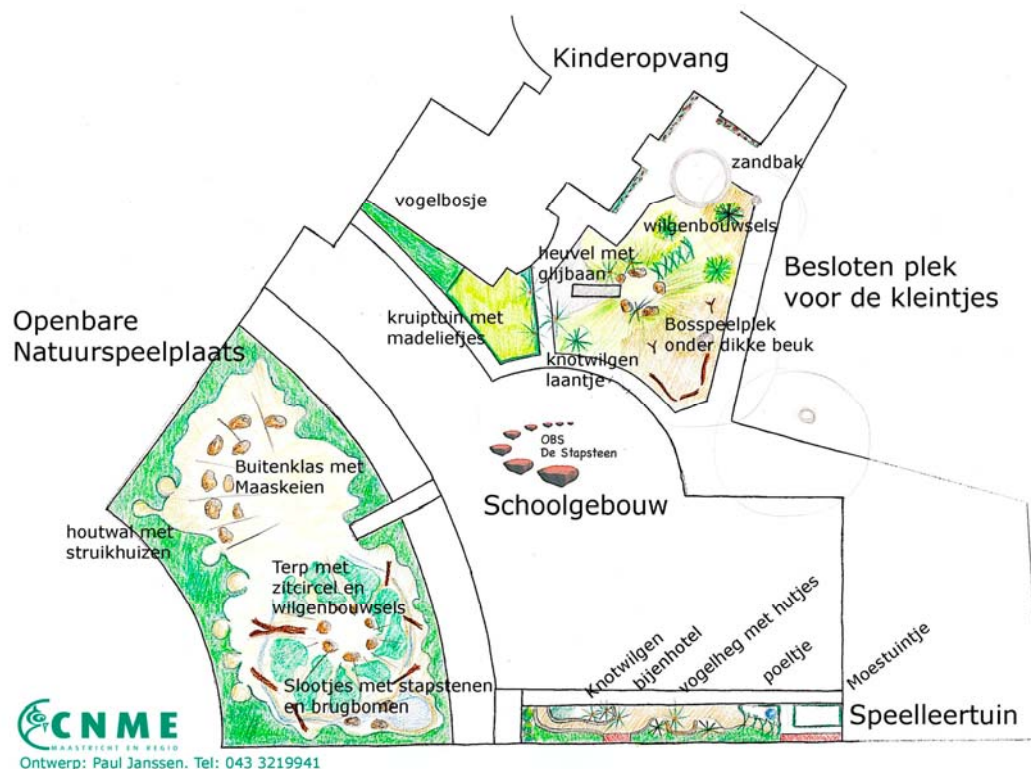 Kinderopvang
zandbak
vogelbosje
wilgenbouwsels
heuvel met
glijbaan
Besloten plek
voor de kleintjes
Openbare
Natuurspeelplaats
kruiptuin met
madeliefjes
Bosspeelplek
onder dikke beuk
knotwilgen
laantje
OBS
De Stapsteen
Schoolgebouw
Buitenklas met
Maaskeien
houtwal met
struikhuizen
Terp met
zitcircel en
wilgenbouwsels
Slootjes met stapstenen
en brugbomen
Knotwilgen
bijenhotel
vogelheg met hutjes
poeltje
Moestuintje
Speelleertuin
CNME
MAASTRICHT EN REGIO
Ontwerp: Paul Janssen. Tel: 043 3219941